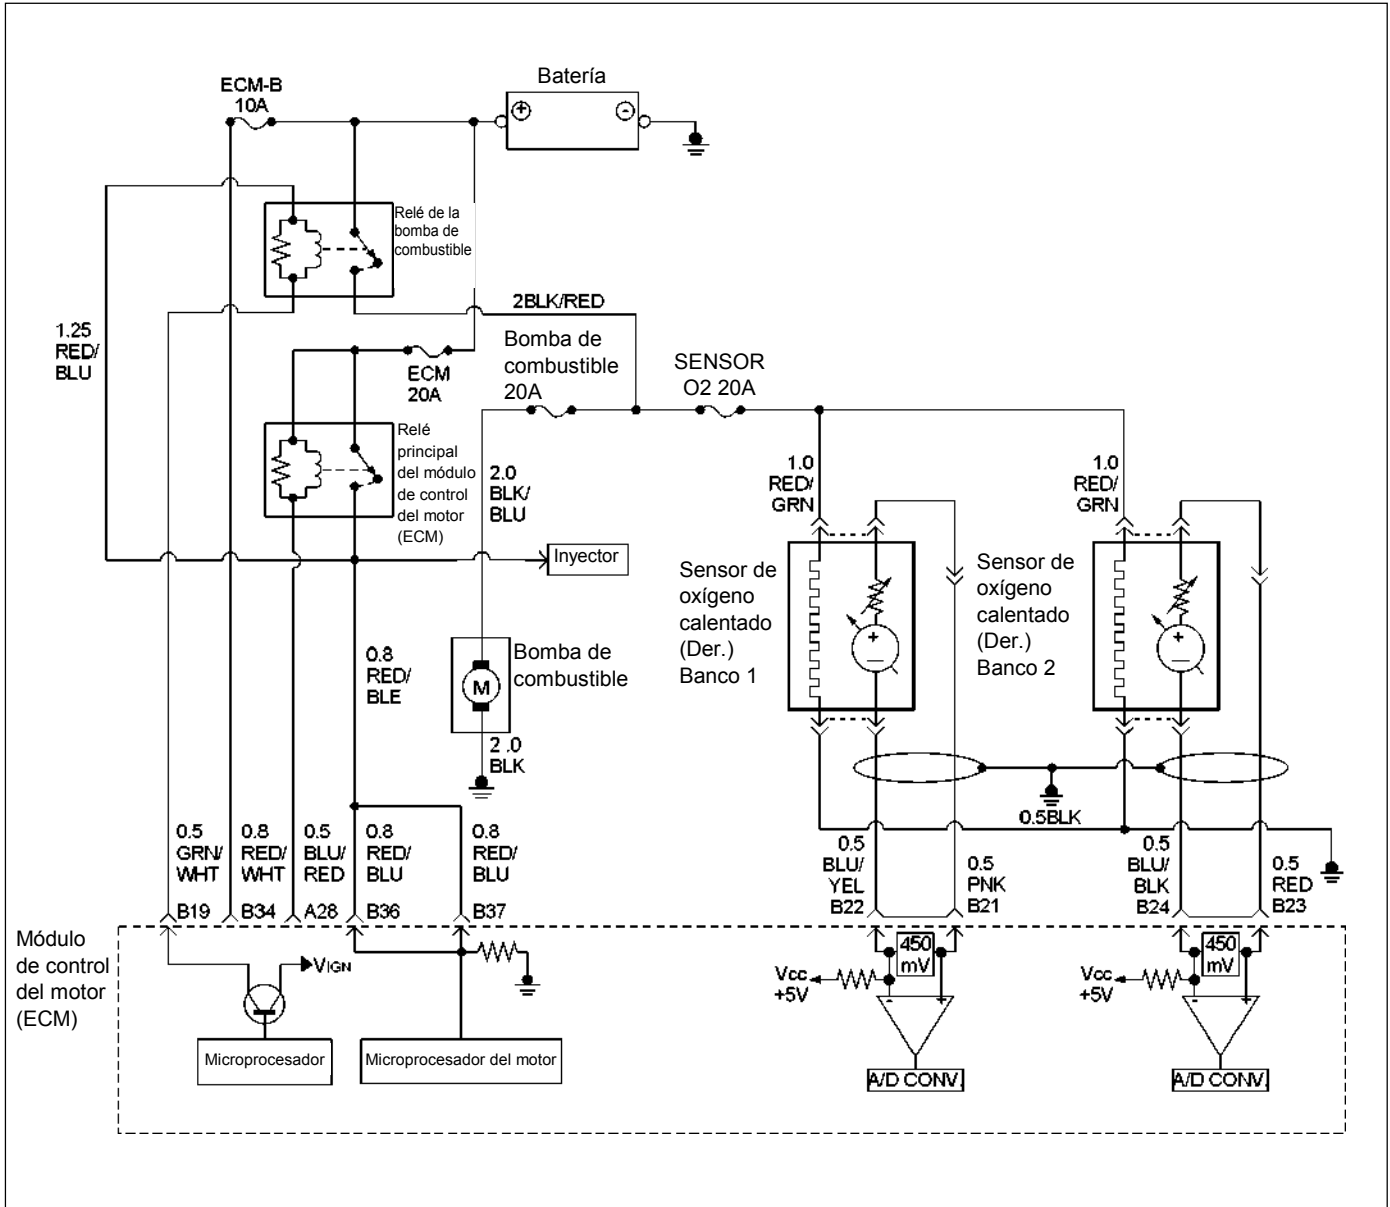 ECM-B
10A
Batería
Relé de la
bomba de
combustible
2BLK/RED
1.25
RED/
BLU
ECM
20A
Bomba de
combustible
20A
SENSOR
O2 20A
Relé
principal
del módulo
de control
del motor
(ECM)
2.0
BLK/
BLU
1.0
RED/
GRN
1.0
RED/
GRN
Inyector
Sensor de
oxígeno
calentado
(Der.)
Banco 1
Sensor de
oxígeno
calentado
(Der.)
Banco 2
0.8
RED/
BLE
M
Bomba de
combustible
2.0
BLK
0.5BLK
0.5
GRN/
WHT
B19
0.8
RED/
WHT
B34
0.5
BLU/
RED
A28
0.8
RED/
BLU
B36
0.8
RED/
BLU
B37
0.5
BLU/
YEL
B22
0.5
PNK
B21
0.5
BLU/
BLK
B24
0.5
RED
B23
Módulo
de control
del motor
(ECM)
VIGN
Microprocesador
Microprocesador del motor
Vcc
+5V
450
mV
A/D CONV.
Vcc
+5V
450
mV
A/D CONV.